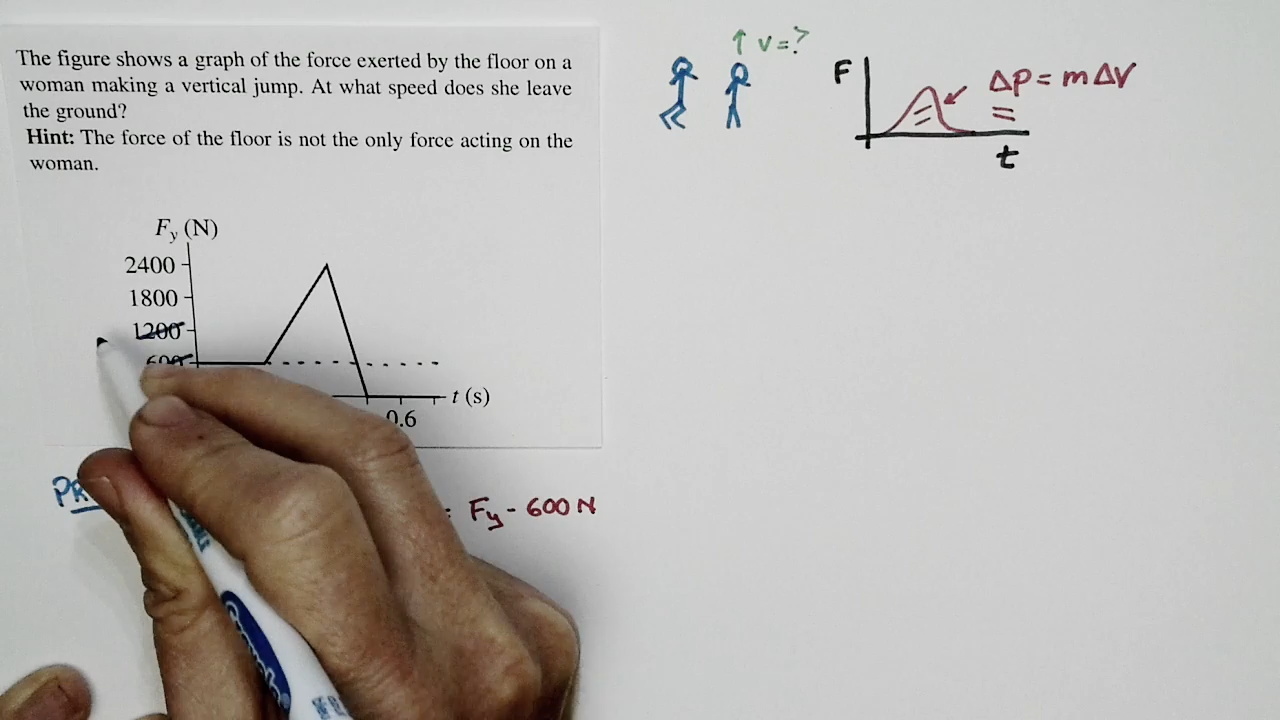 The figure shows a graph of the force exerted by the floor on a
woman making a vertical jump. At what speed does she leave
the ground?
Hint: The force of the floor is not the only force acting on the
woman.
Fy (N)
2400
1800
1200
600
t (s)
0.6
↑ v=?
F
Δp = mΔv
t
Fy - 600 N